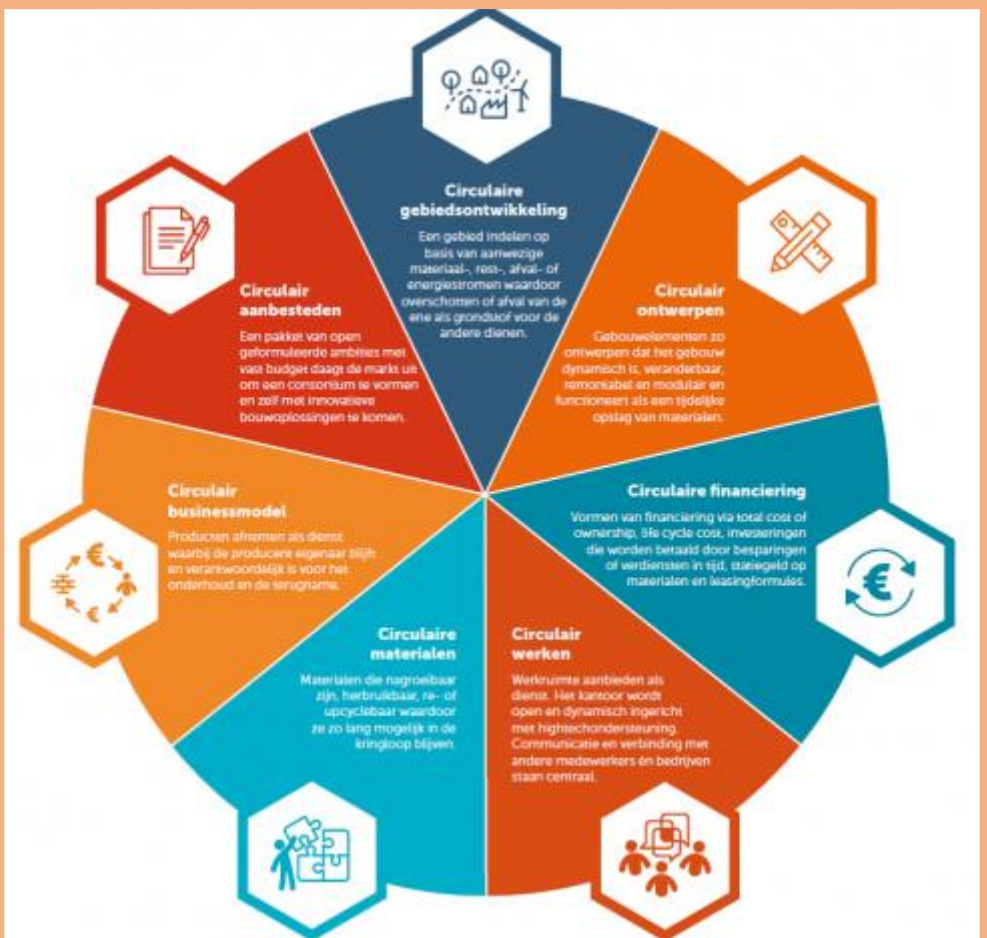 Circulaire
gebiedsontwikkeling
Een gebied indelen op
basis van aanwezige
materiaal-, rest-, afval- of
energiestromen waardoor
overschotten of afval van de
ene als grondstof voor de
andere dienen.
Circulair
ontwerpen
Gebouwelementen zo
ontwerpen dat het gebouw
dynamisch is, veranderbaar,
remontabel en modulair en
functioneert als een tijdelijke
opslag van materialen.
Circulaire financiering
Vormen van financiering via total cost of
ownership, life cycle cost, investeringen
die worden betaald door besparingen
of verdiensten in tijd, statiegeld op
materialen en leasingformules.
Circulair
werken
Werkruimte aanbieden als
dienst. Het kantoor wordt
open en dynamisch ingericht
met hightechondersteuning.
Communicatie en verbinding met
andere medewerkers én bedrijven
staan centraal.
Circulaire
materialen
Materialen die nagroeibaar
zijn, herbruikbaar, re- of
upcyclebaar waardoor
ze zo lang mogelijk in de
kringloop blijven.
Circulair
businessmodel
Producten afnemen als dienst
waarbij de producent eigenaar blijft
en verantwoordelijk is voor het
onderhoud en de terugname.
Circulair
aanbesteden
Een pakket van open
geformuleerde ambities met
vast budget daagt de markt uit
om een consortium te vormen
en zelf met innovatieve
bouwoplossingen te komen.